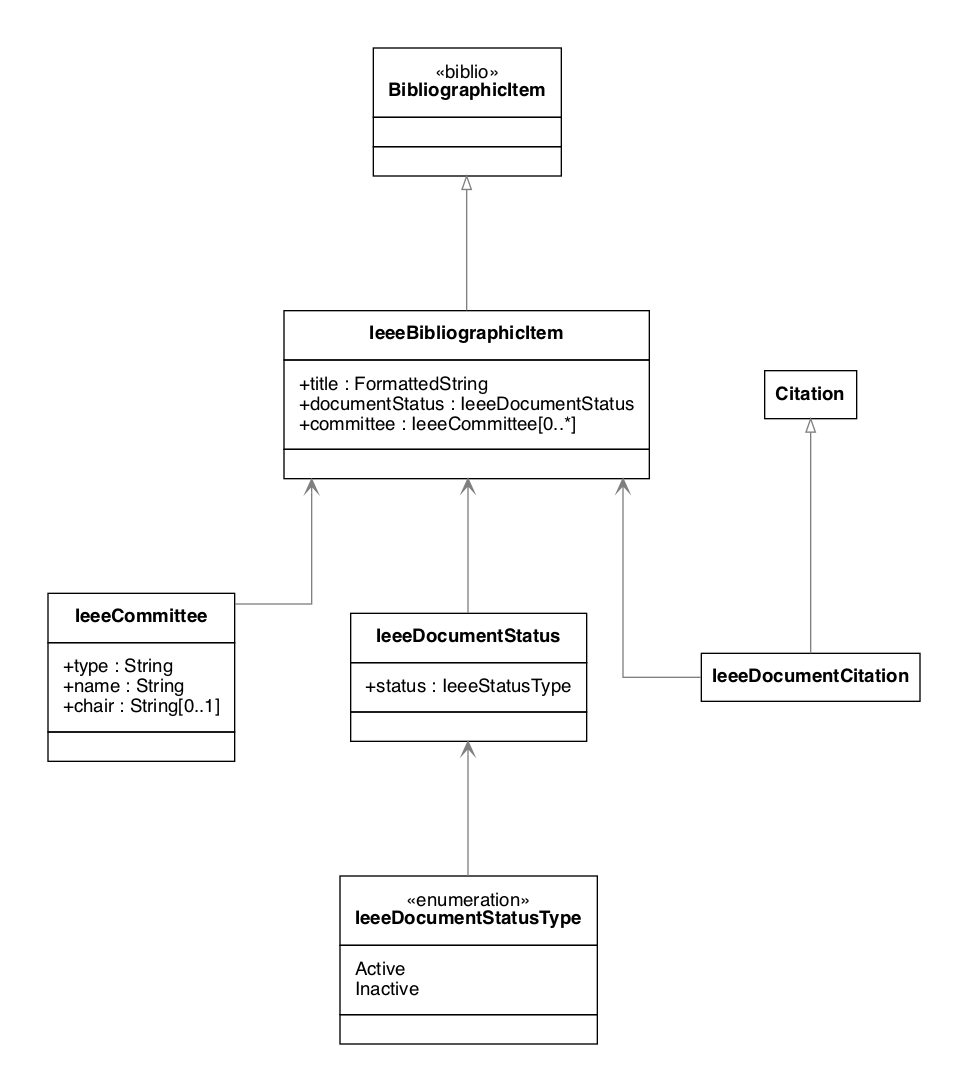 «biblio»
BibliographicItem
IeeeBibliographicItem
+title : FormattedString
+documentStatus : IeeeDocumentStatus
+committee : IeeeCommittee[0..*]
Citation
IeeeCommittee
+type : String
+name : String
+chair : String[0..1]
IeeeDocumentStatus
+status : IeeeStatusType
IeeeDocumentCitation
«enumeration»
IeeeDocumentStatusType
Active
Inactive